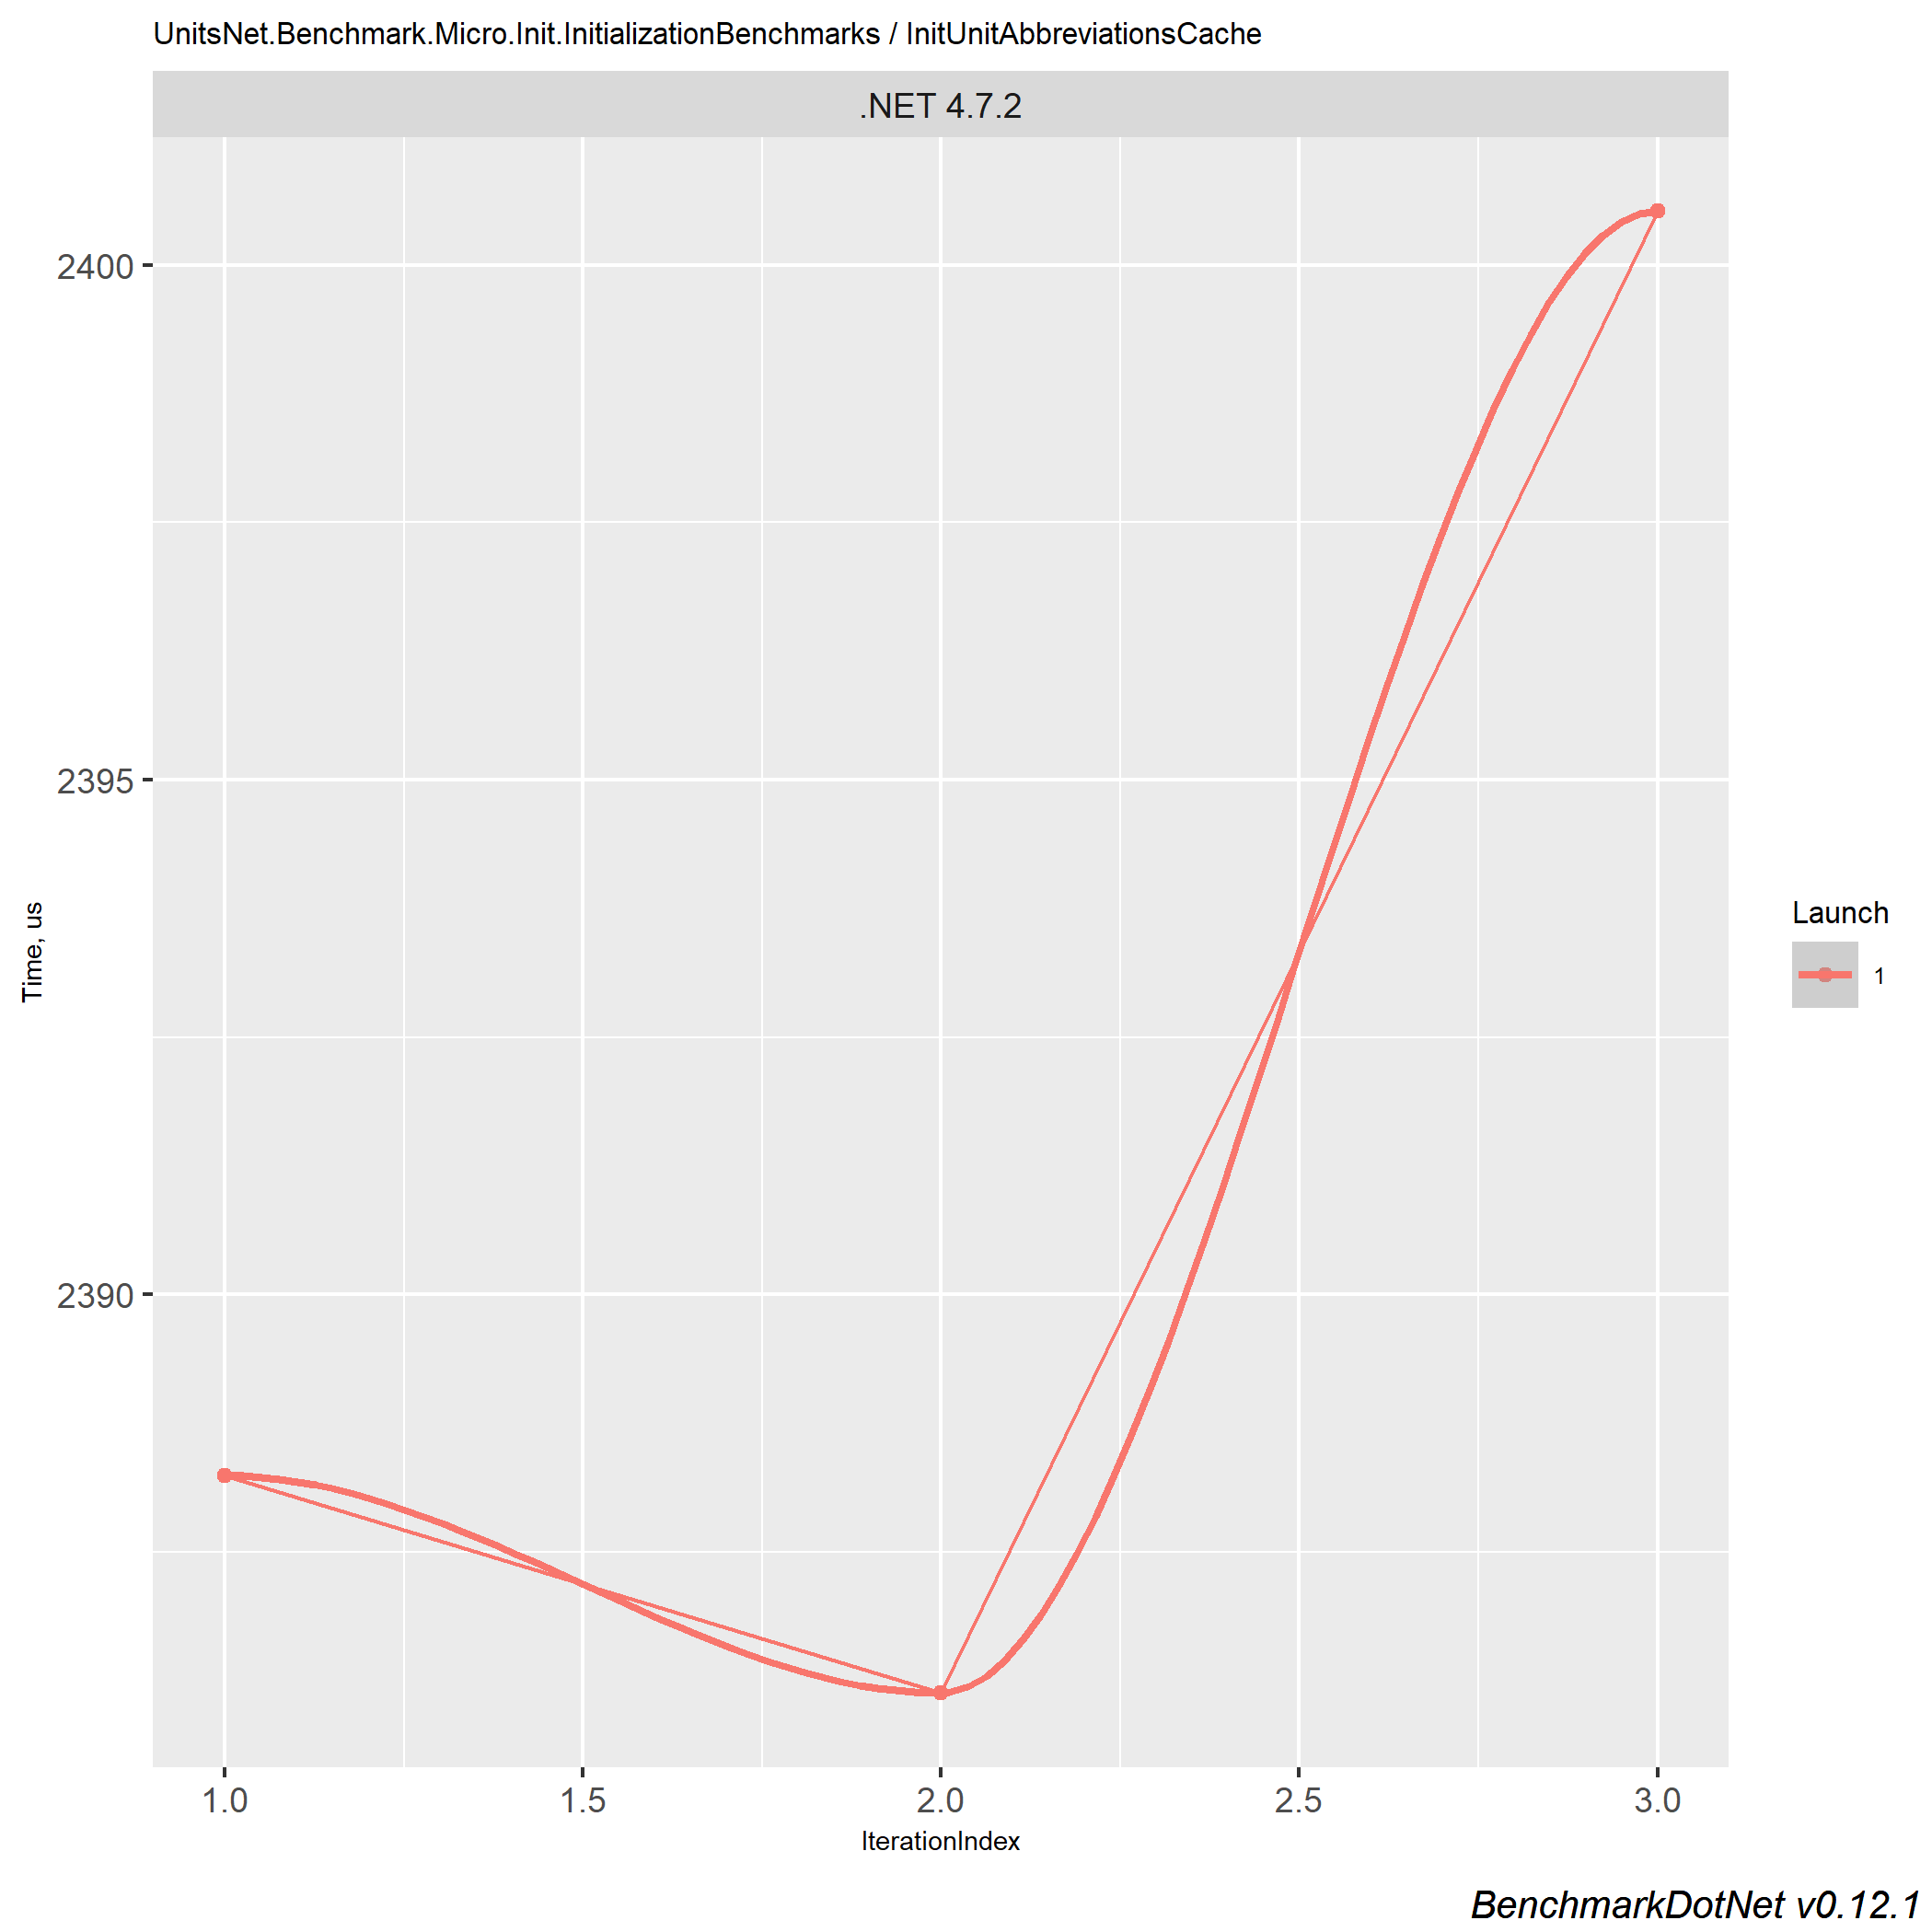 UnitsNet.Benchmark.Micro.Init.InitializationBenchmarks / InitUnitAbbreviationsCache
.NET 4.7.2
2400
2395
2390
Time, us
1.0
1.5
2.0
2.5
3.0
IterationIndex
Launch
1
BenchmarkDotNet v0.12.1